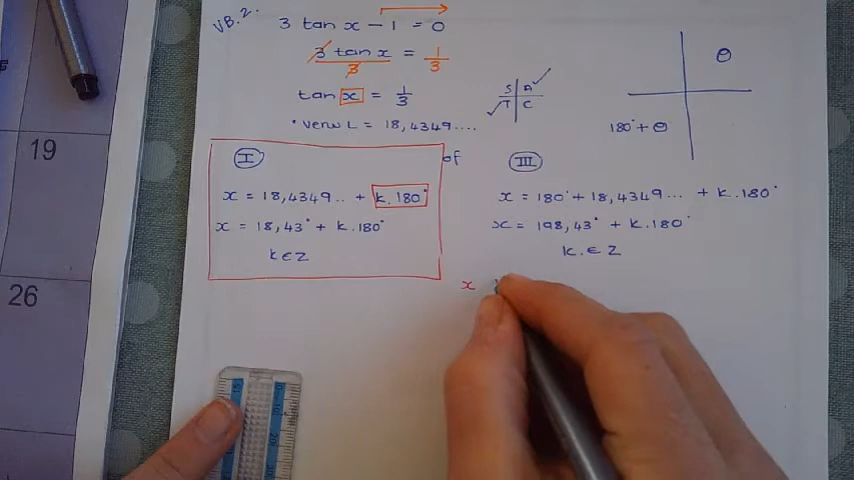 VB.2. 3 tan x - 1 = 0
3 tan x / 3 = 1/3
tan x = 1/3
S A
T C
θ
180° + θ
• verw L = 18,4349....
I of III
x = 18,4349.. + k.180°
x = 18,43° + k.180°
k ∈ Z
x = 180° + 18,4349... + k.180°
x = 198,43° + k.180°
k. ∈ Z
x
19
26